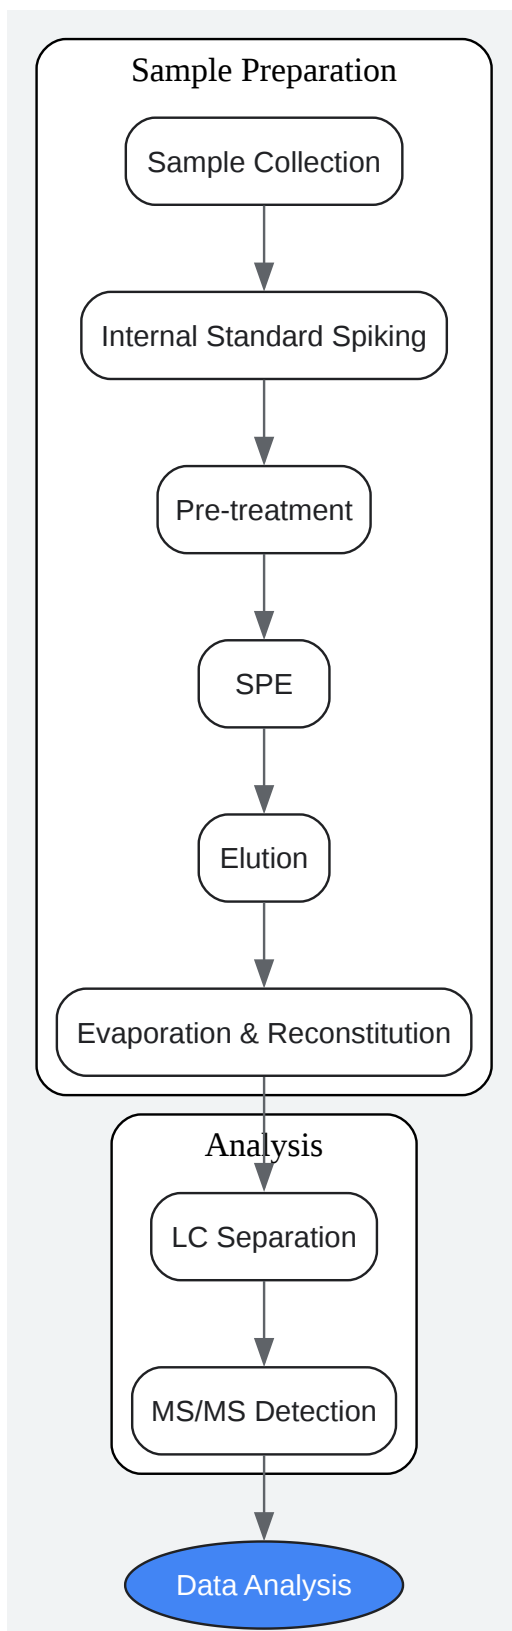 Sample Preparation
Sample Collection
Internal Standard Spiking
Pre-treatment
SPE
Elution
Evaporation & Reconstitution
Analysis
LC Separation
MS/MS Detection
Data Analysis